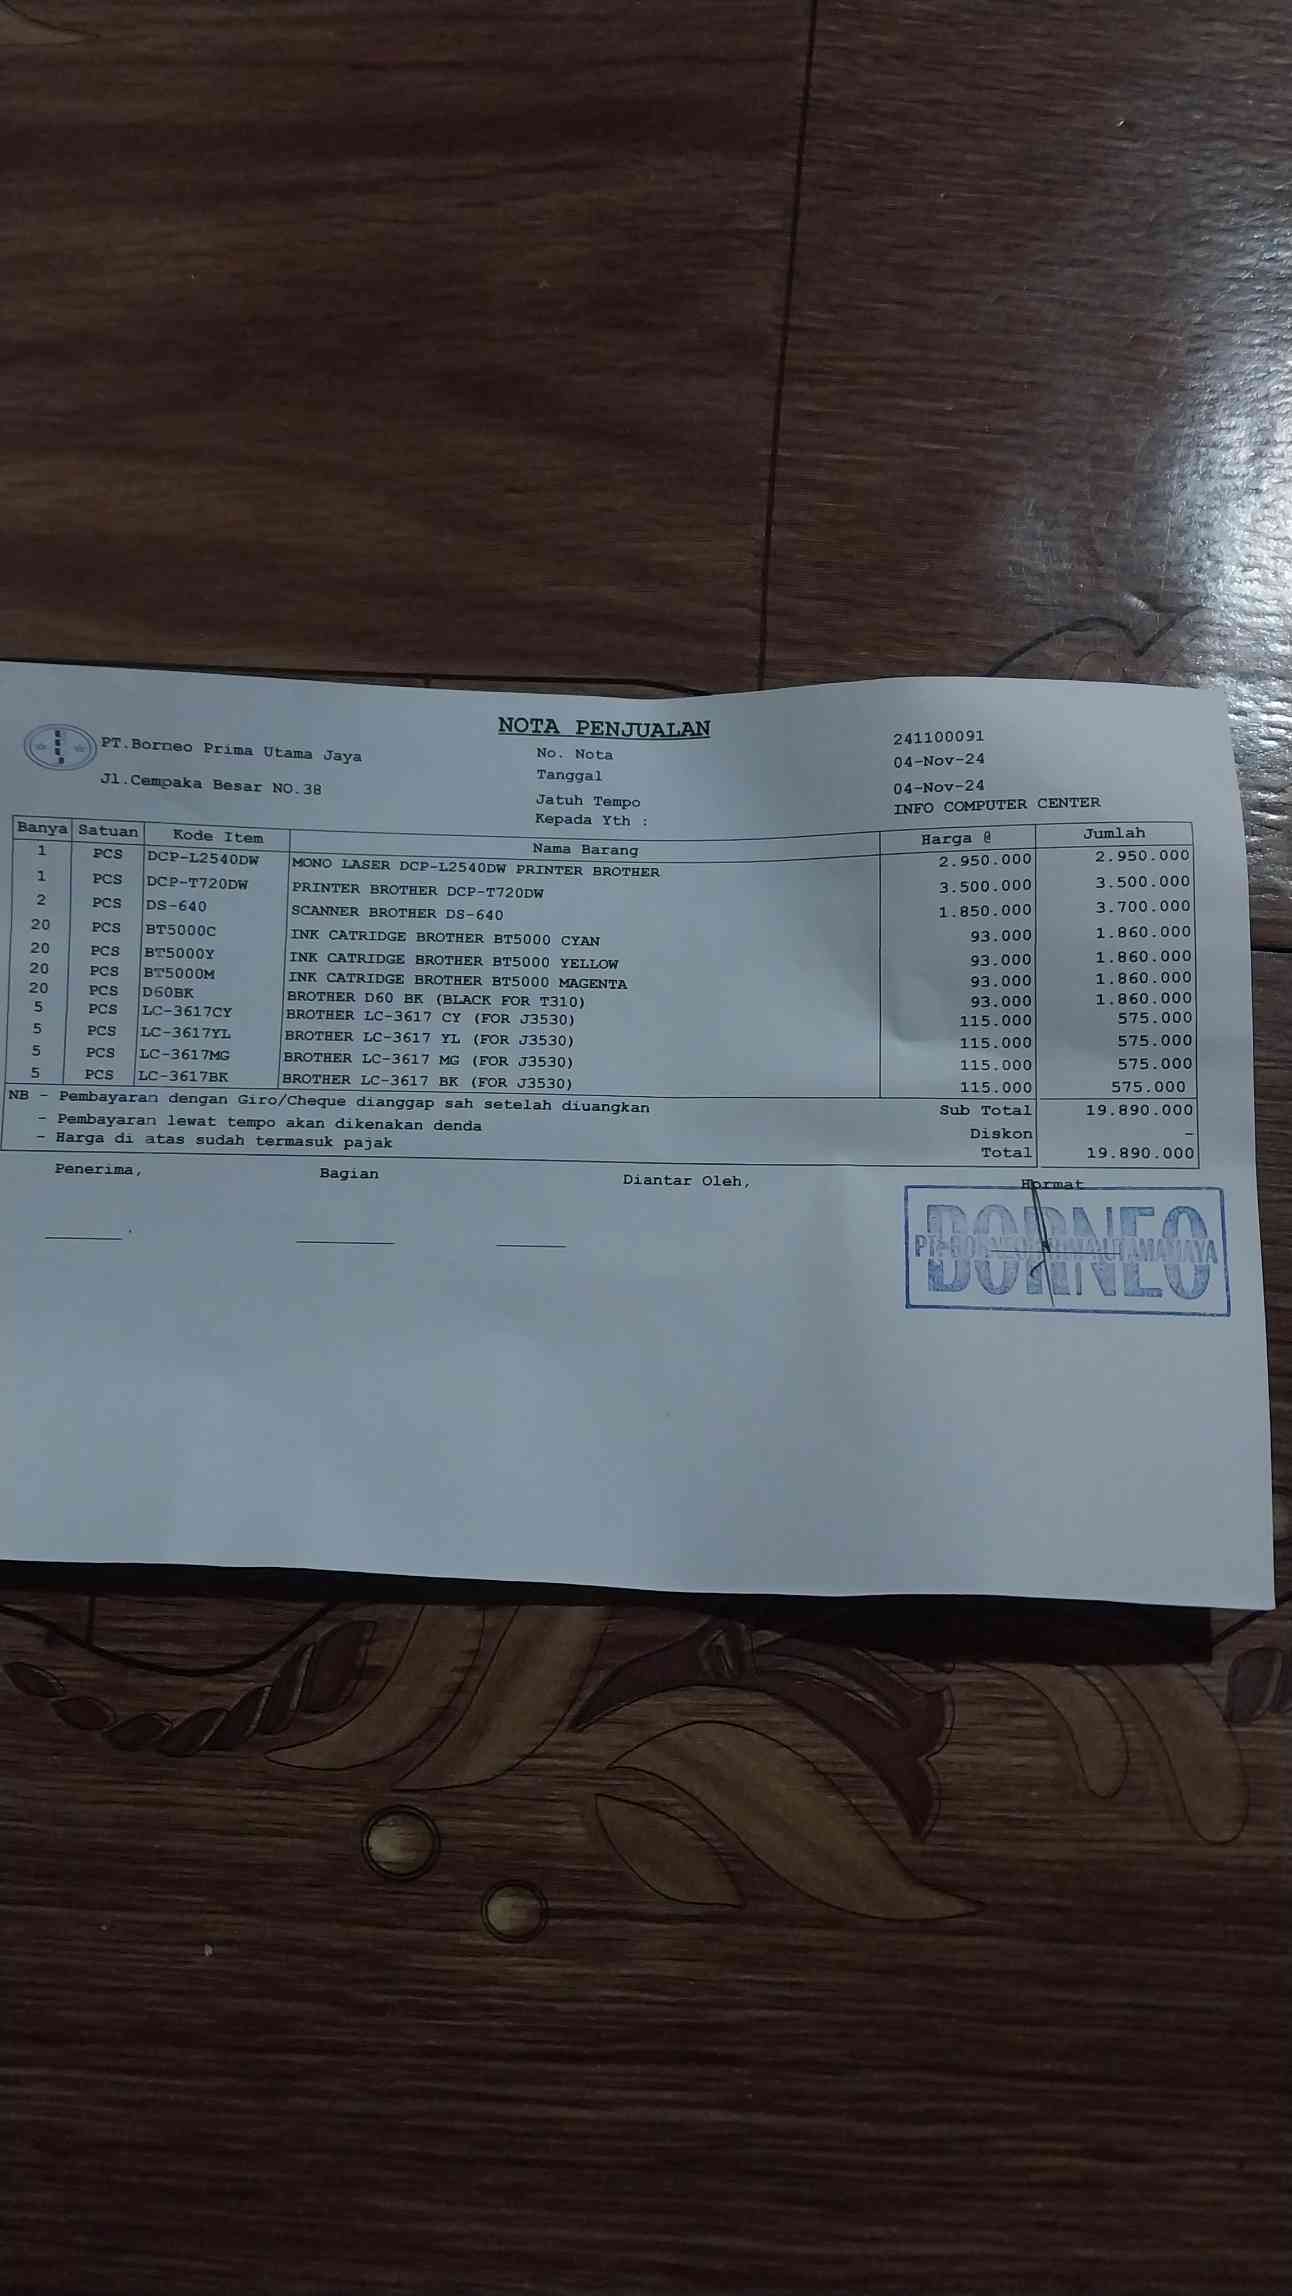 NOTA PENJUALAN
PT.Borneo Prima Utama Jaya
Jl.Cempaka Besar NO.38
No. Nota 241100091
Tanggal 04-Nov-24
Jatuh Tempo 04-Nov-24
Kepada Yth : INFO COMPUTER CENTER
Banya Satuan Kode Item Nama Barang Harga @ Jumlah
1 PCS DCP-L2540DW MONO LASER DCP-L2540DW PRINTER BROTHER 2.950.000 2.950.000
1 PCS DCP-T720DW PRINTER BROTHER DCP-T720DW 3.500.000 3.500.000
2 PCS DS-640 SCANNER BROTHER DS-640 1.850.000 3.700.000
20 PCS BT5000C INK CATRIDGE BROTHER BT5000 CYAN 93.000 1.860.000
20 PCS BT5000Y INK CATRIDGE BROTHER BT5000 YELLOW 93.000 1.860.000
20 PCS BT5000M INK CATRIDGE BROTHER BT5000 MAGENTA 93.000 1.860.000
20 PCS D60BK BROTHER D60 BK (BLACK FOR T310) 93.000 1.860.000
5 PCS LC-3617CY BROTHER LC-3617 CY (FOR J3530) 115.000 575.000
5 PCS LC-3617YL BROTHER LC-3617 YL (FOR J3530) 115.000 575.000
5 PCS LC-3617MG BROTHER LC-3617 MG (FOR J3530) 115.000 575.000
5 PCS LC-3617BK BROTHER LC-3617 BK (FOR J3530) 115.000 575.000
NB - Pembayaran dengan Giro/Cheque dianggap sah setelah diuangkan Sub Total 19.890.000
- Pembayaran lewat tempo akan dikenakan denda Diskon -
- Harga di atas sudah termasuk pajak Total 19.890.000
Penerima, Bagian Diantar Oleh, Hormat
BORNEO
PT. BORNEO PRIMA UTAMA JAYA